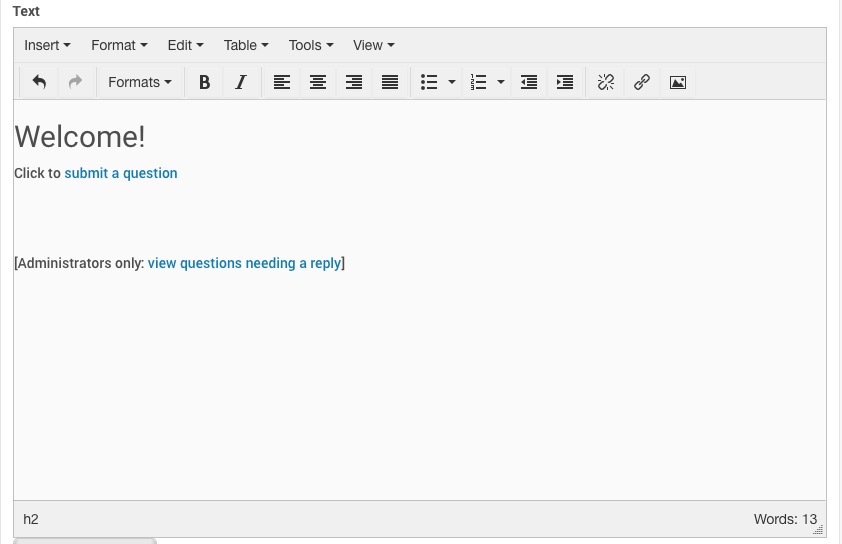 Text
Insert Format Edit Table Tools View
Formats B I
Welcome!
Click to submit a question
[Administrators only: view questions needing a reply]
h2 Words: 13